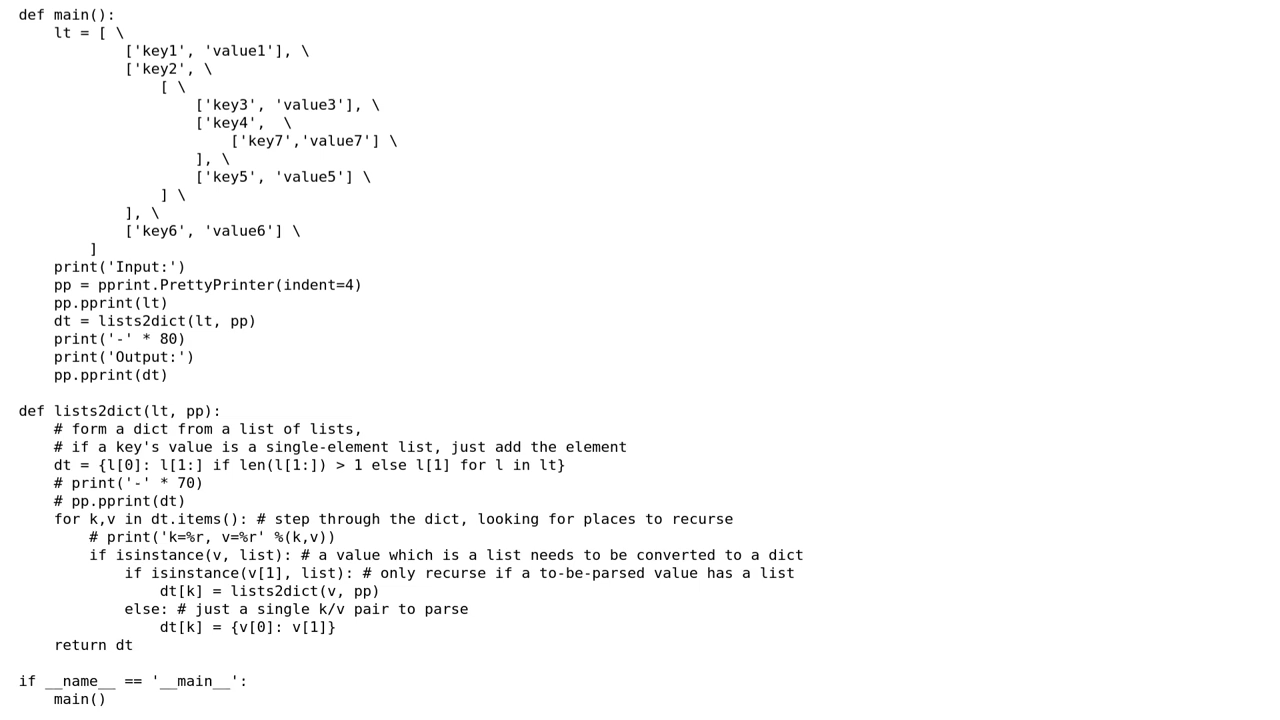 def main():
    lt = [ \
            ['key1', 'value1'], \
            ['key2', \
                [ \
                    ['key3', 'value3'], \
                    ['key4',  \
                        ['key7','value7'] \
                    ], \
                    ['key5', 'value5'] \
                ] \
            ], \
            ['key6', 'value6'] \
        ]
    print('Input:')
    pp = pprint.PrettyPrinter(indent=4)
    pp.pprint(lt)
    dt = lists2dict(lt, pp)
    print('-' * 80)
    print('Output:')
    pp.pprint(dt)

def lists2dict(lt, pp):
    # form a dict from a list of lists,
    # if a key's value is a single-element list, just add the element
    dt = {l[0]: l[1:] if len(l[1:]) > 1 else l[1] for l in lt}
    # print('-' * 70)
    # pp.pprint(dt)
    for k,v in dt.items(): # step through the dict, looking for places to recurse
        # print('k=%r, v=%r' %(k,v))
        if isinstance(v, list): # a value which is a list needs to be converted to a dict
            if isinstance(v[1], list): # only recurse if a to-be-parsed value has a list
                dt[k] = lists2dict(v, pp)
            else: # just a single k/v pair to parse
                dt[k] = {v[0]: v[1]}
    return dt

if __name__ == '__main__':
    main()